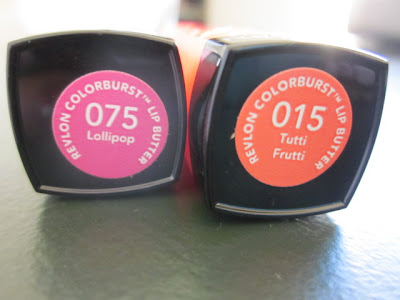 REVLON COLORBURST™ LIP BUTTER
075
Lollipop
REVLON COLORBURST™ LIP BUTTER
015
Tutti
Frutti